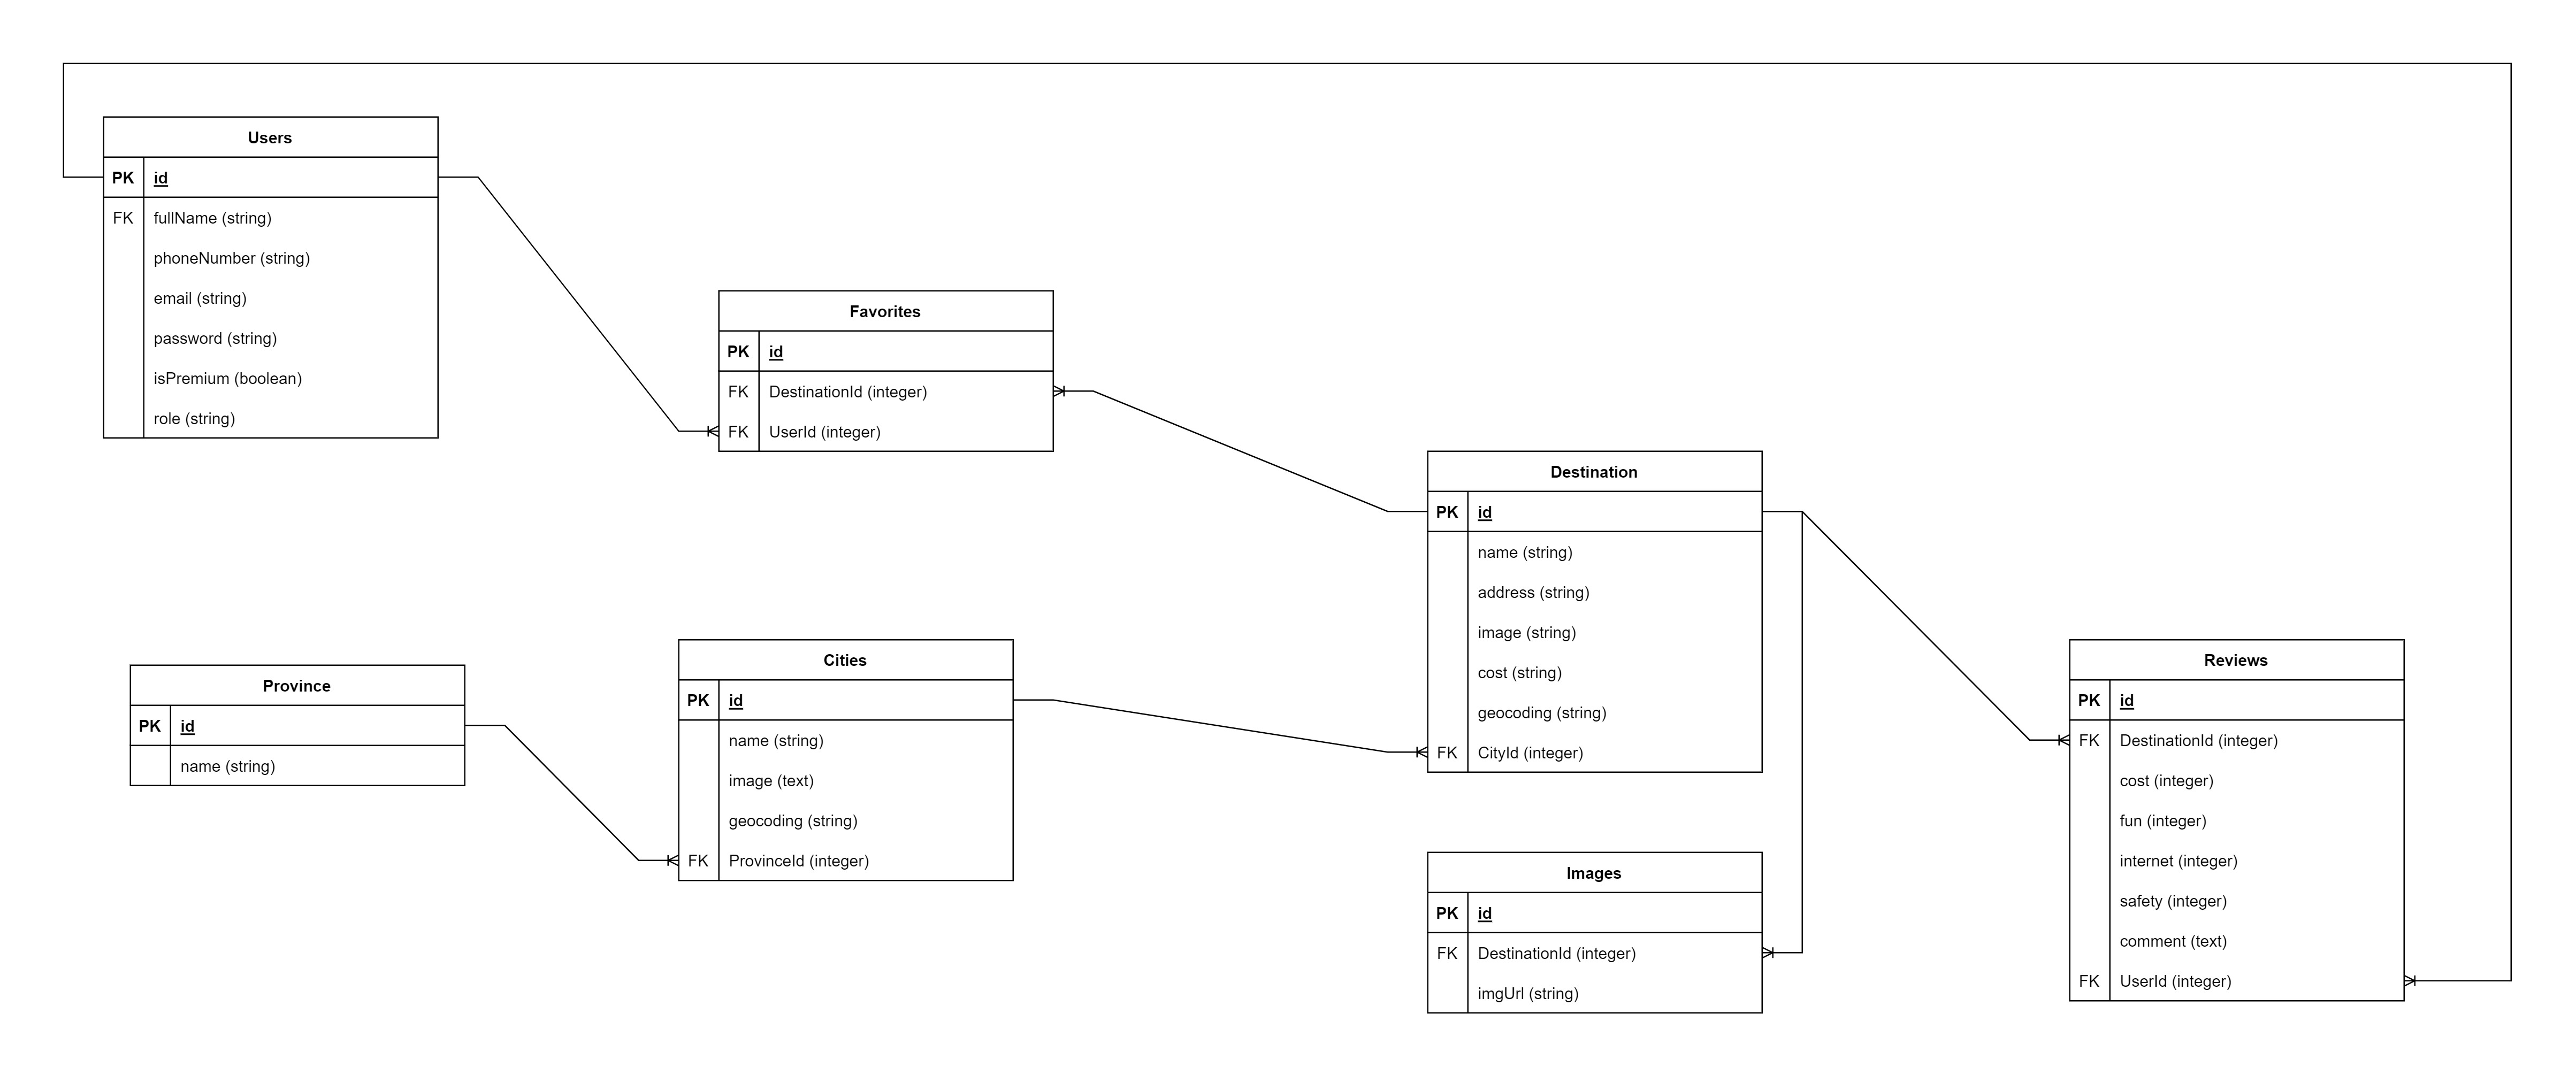 Users
PK id
FK fullName (string)
phoneNumber (string)
email (string)
password (string)
isPremium (boolean)
role (string)
Favorites
PK id
FK DestinationId (integer)
FK UserId (integer)
Destination
PK id
name (string)
address (string)
image (string)
cost (string)
geocoding (string)
FK CityId (integer)
Province
PK id
name (string)
Cities
PK id
name (string)
image (text)
geocoding (string)
FK ProvinceId (integer)
Reviews
PK id
FK DestinationId (integer)
cost (integer)
fun (integer)
internet (integer)
safety (integer)
comment (text)
FK UserId (integer)
Images
PK id
FK DestinationId (integer)
imgUrl (string)